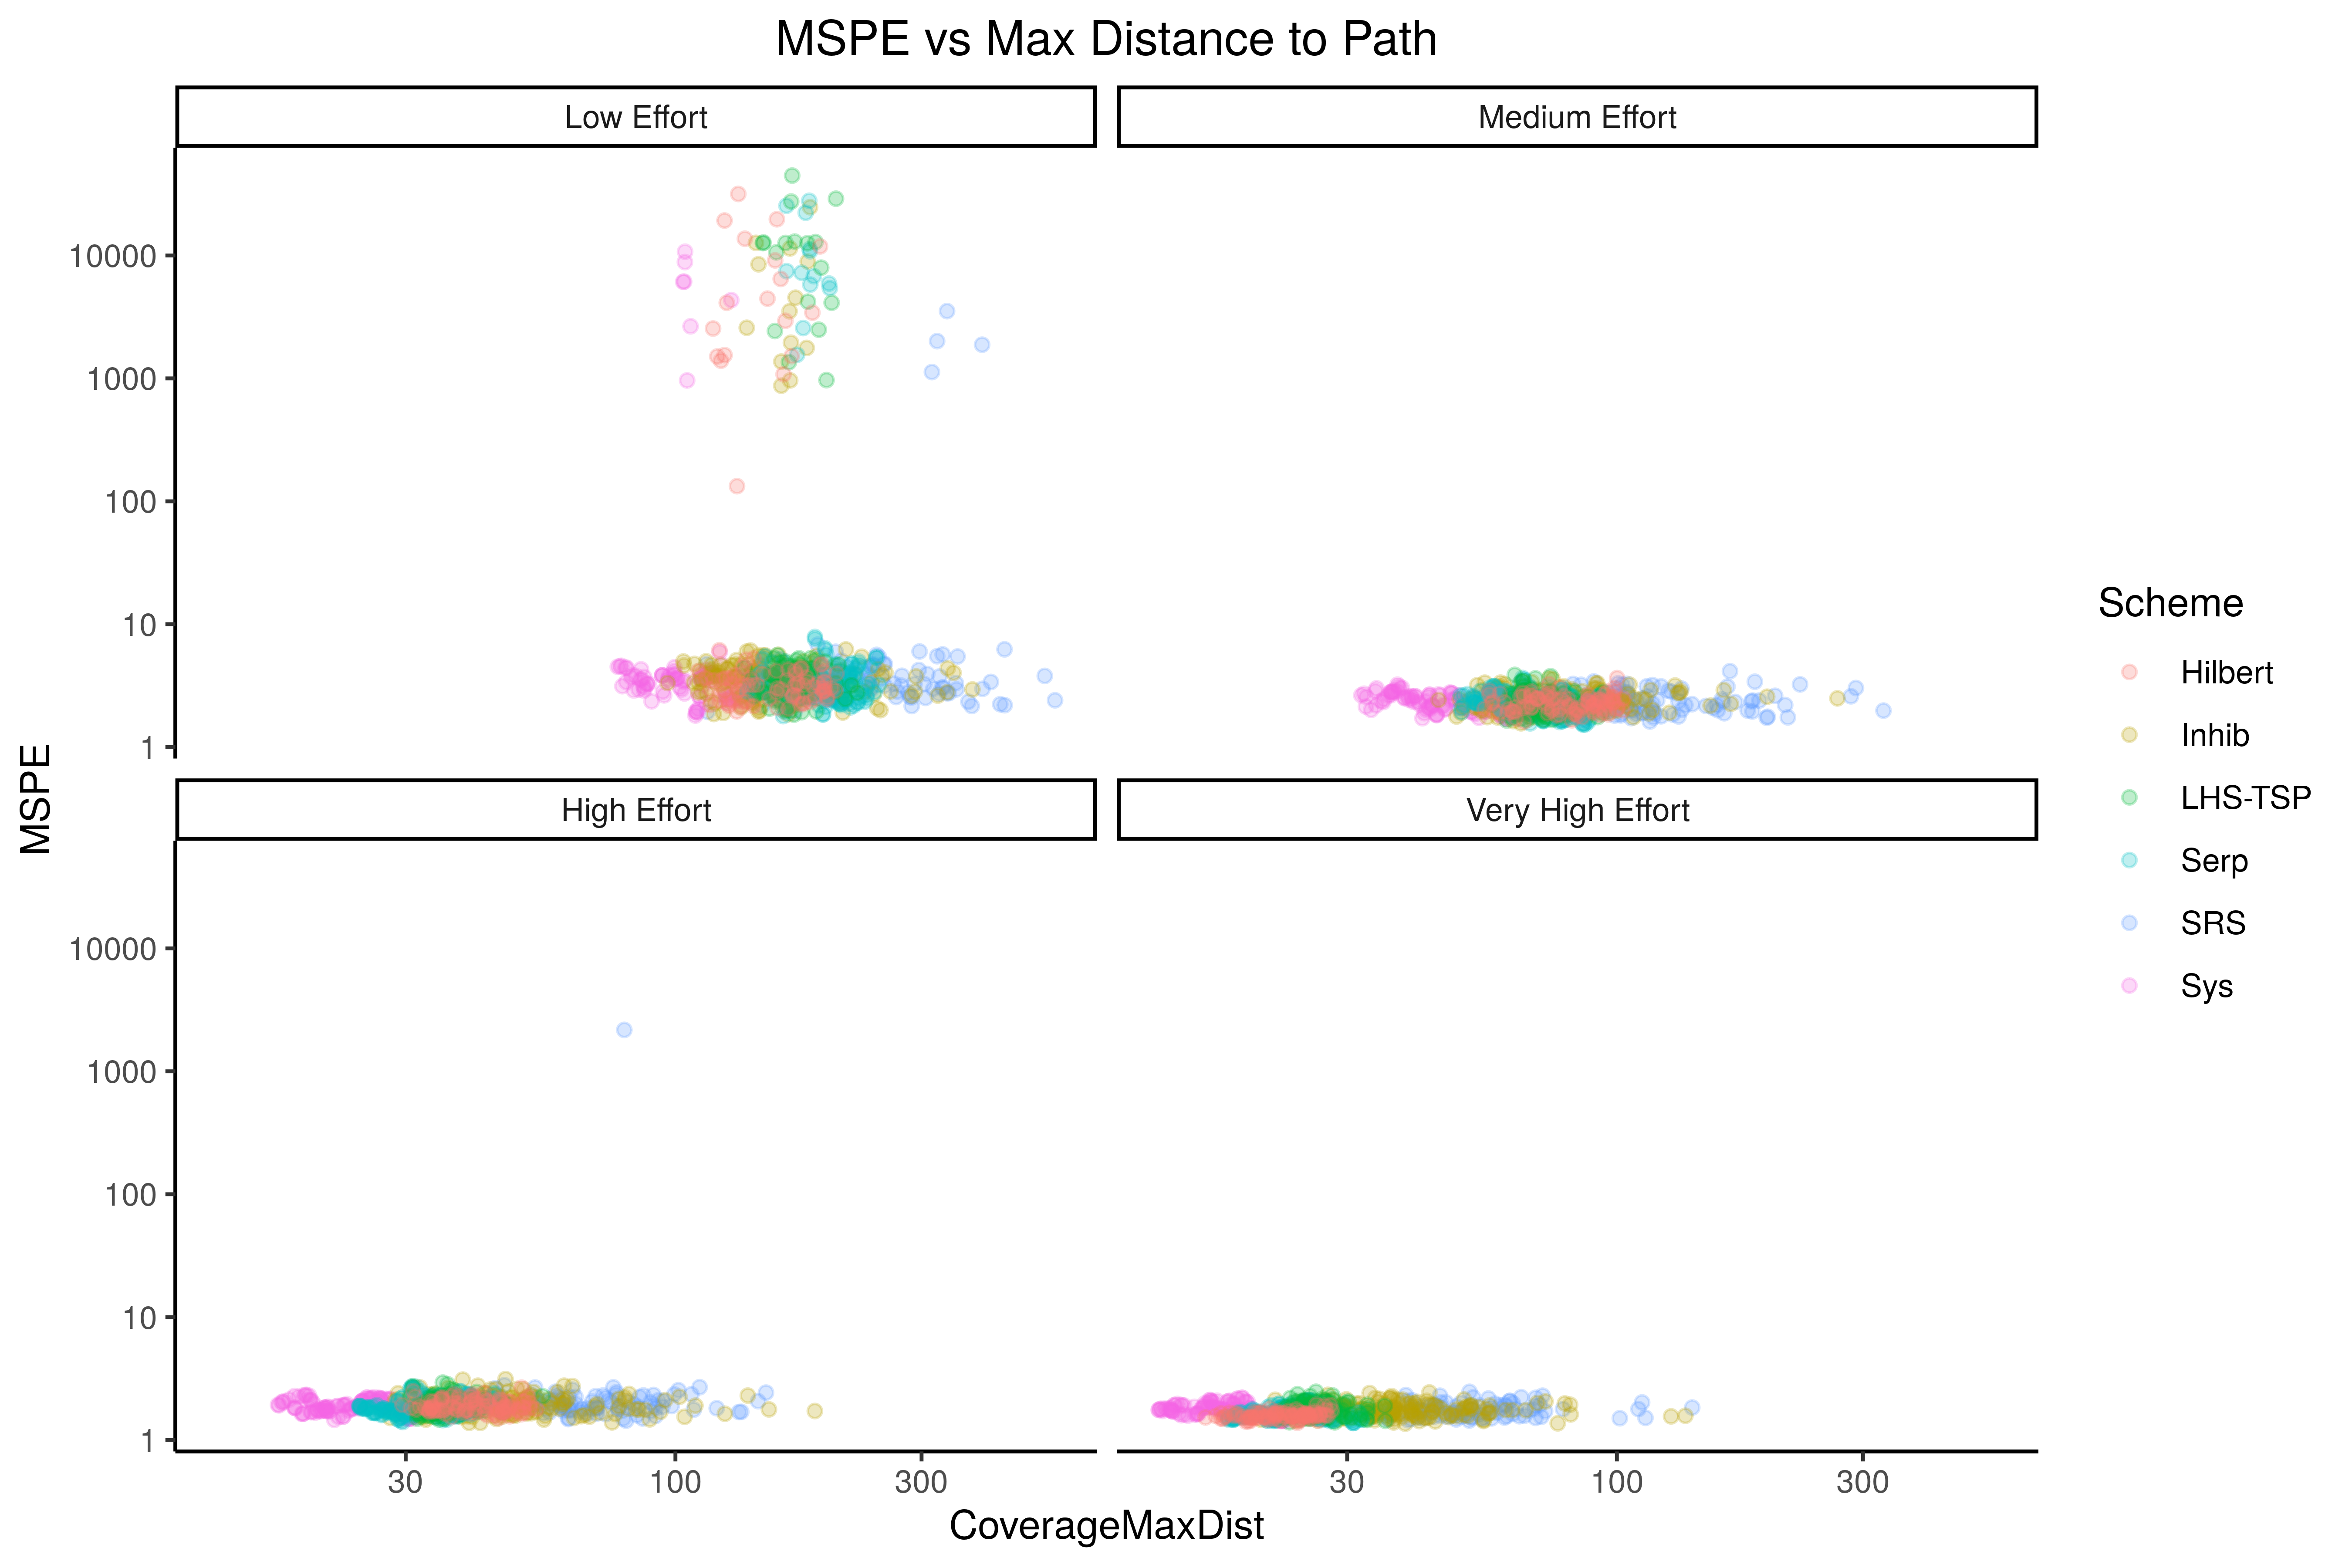 MSPE vs Max Distance to Path
Low Effort
Medium Effort
10000
1000
100
10
1
High Effort
Very High Effort
10000
1000
100
10
1
30
100
300
30
100
300
CoverageMaxDist
MSPE
Scheme
Hilbert
Inhib
LHS-TSP
Serp
SRS
Sys